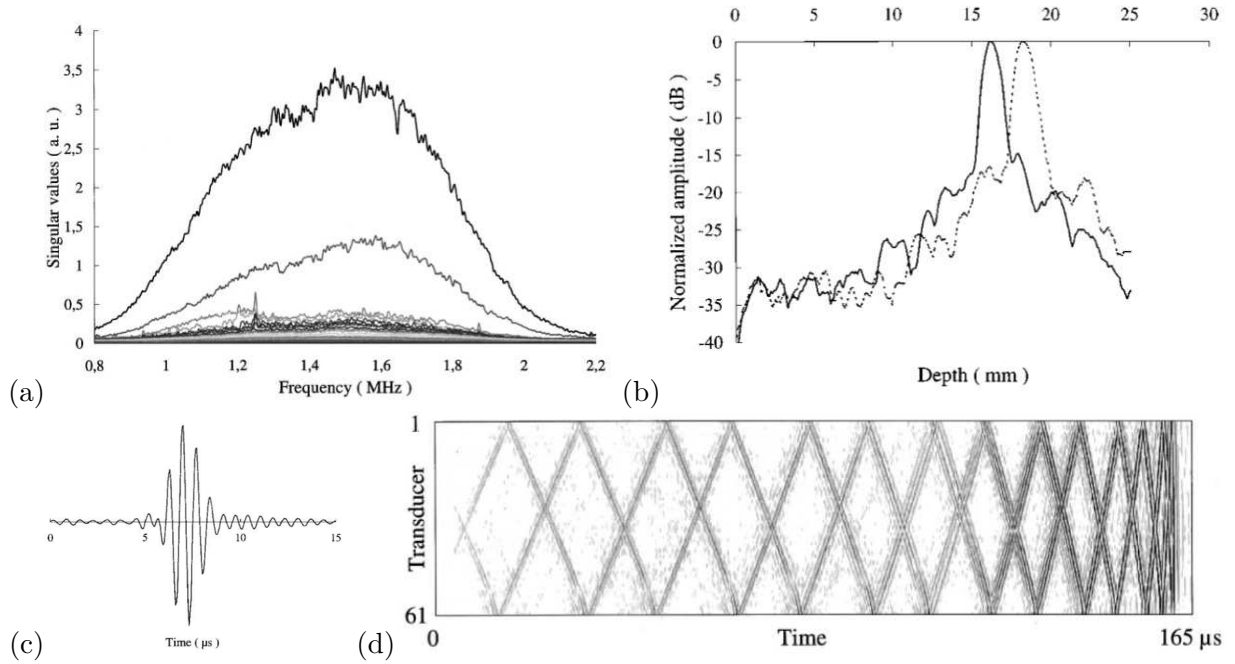 4
3,5
3
2,5
2
1,5
1
0,5
0
Singular values ( a. u. )
0,8 1 1,2 1,4 1,6 1,8 2 2,2
Frequency ( MHz )
(a)
0 5 10 15 20 25 30
0
-5
-10
-15
-20
-25
-30
-35
-40
Normalized amplitude ( dB )
Depth ( mm )
(b)
0 5 10 15
Time ( µs )
(c)
1
Transducer
61
0 Time 165 µs
(d)